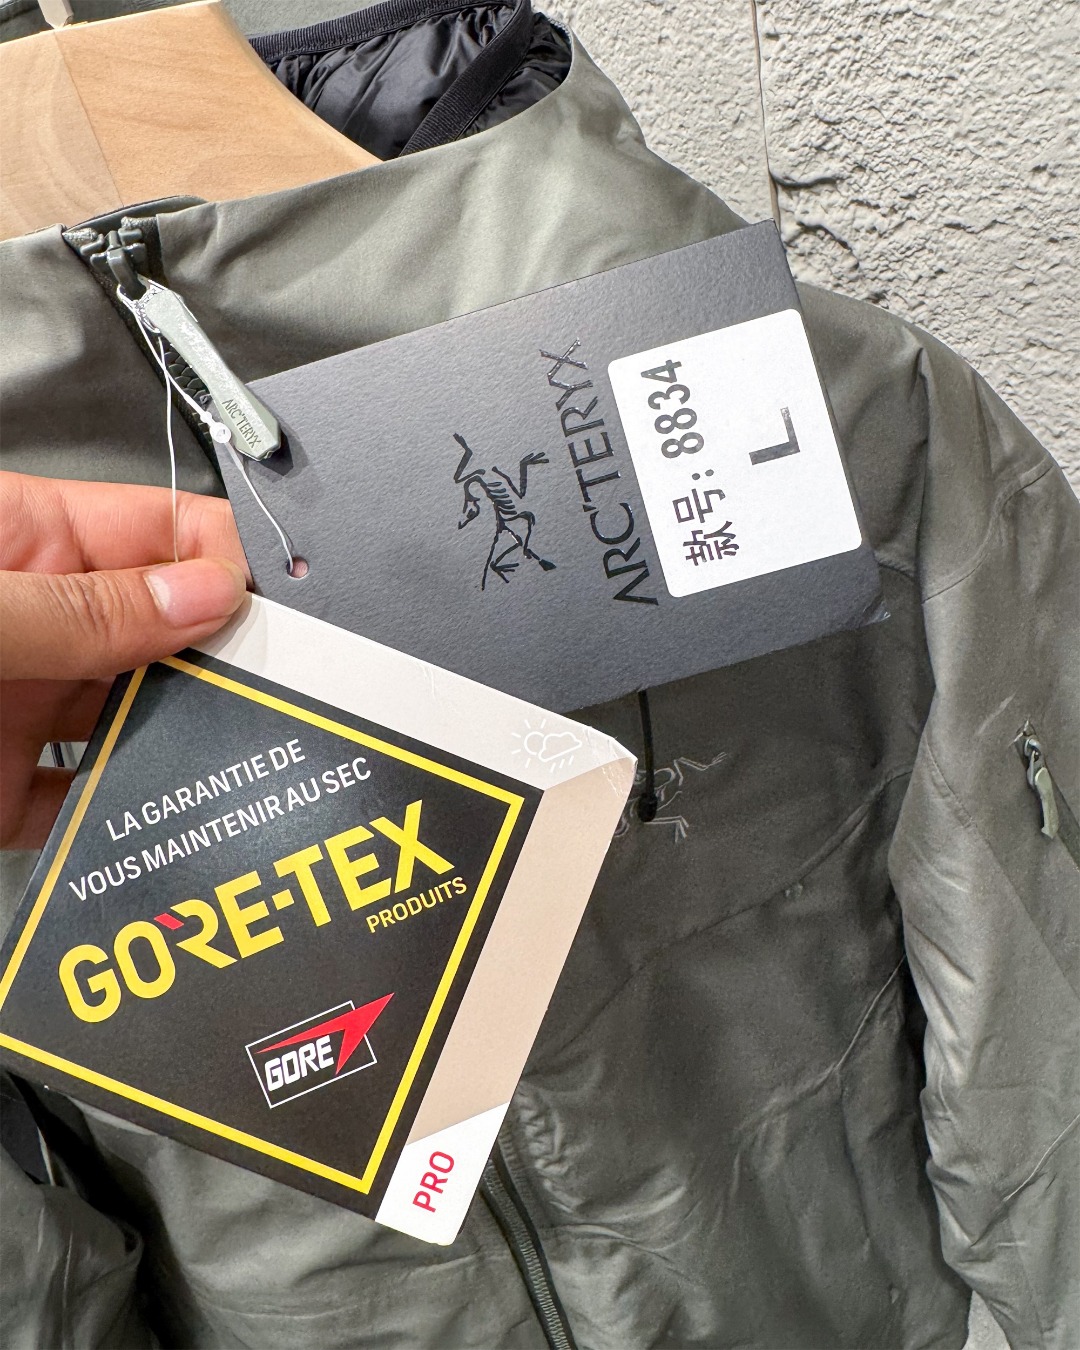 ARC'TERYX
ARC'TERYX
款号: 8834
L
LA GARANTIE DE
VOUS MAINTENIR AU SEC
GORE-TEX
PRODUITS
GORE
PRO